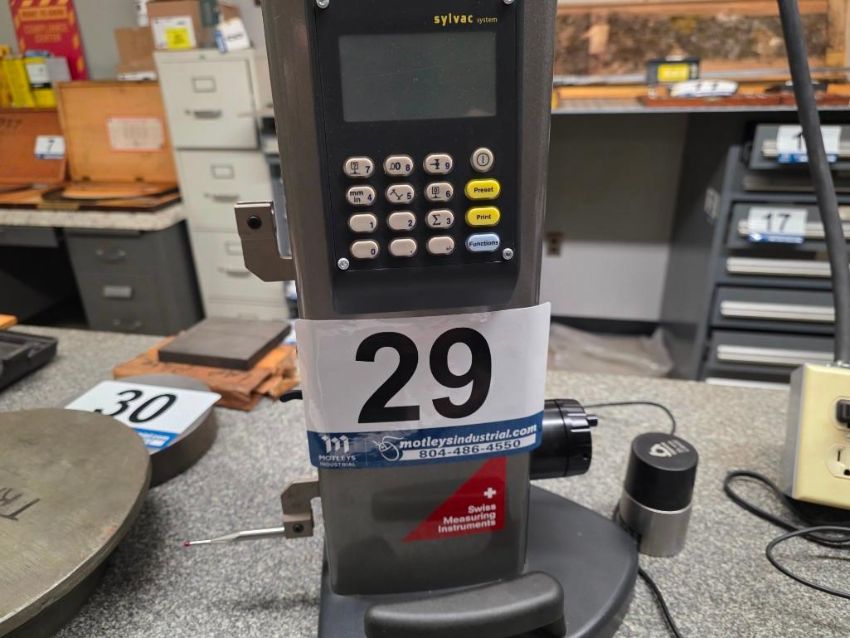 sylvac system
7 8 9
mm
in 4 5 6 Preset
1 2 Σ 3 Print
0 Functions
29
M
MOTLEYS
INDUSTRIAL
motleysindustrial.com
804-486-4550
Swiss
Measuring
Instruments
30
7
17